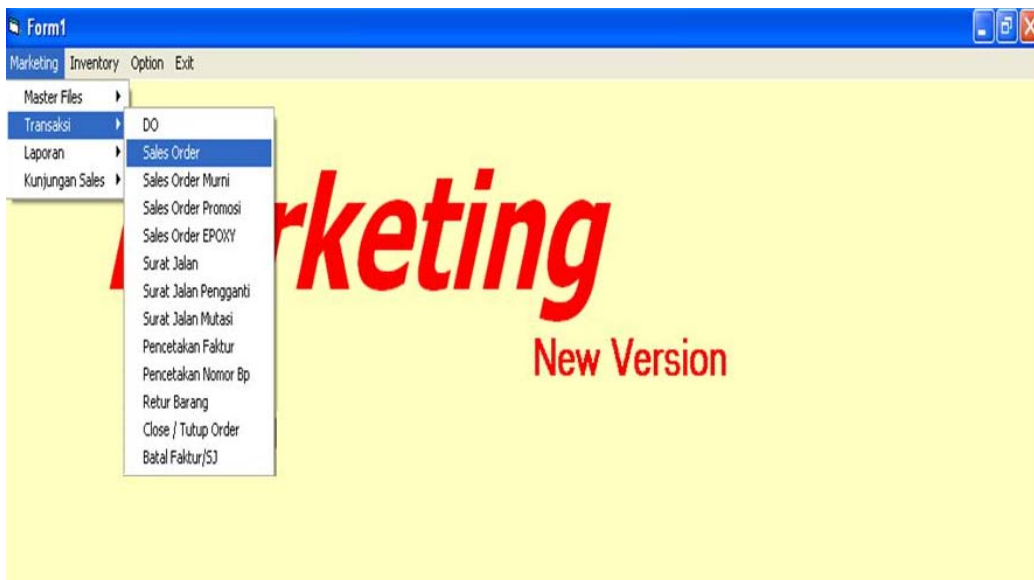 Form1
Marketing Inventory Option Exit
Master Files
Transaksi
Laporan
Kunjungan Sales
DO
Sales Order
Sales Order Murni
Sales Order Promosi
Sales Order EPOXY
Surat Jalan
Surat Jalan Pengganti
Surat Jalan Mutasi
Pencetakan Faktur
Pencetakan Nomor Bp
Retur Barang
Close / Tutup Order
Batal Faktur/SJ
rketing
New Version